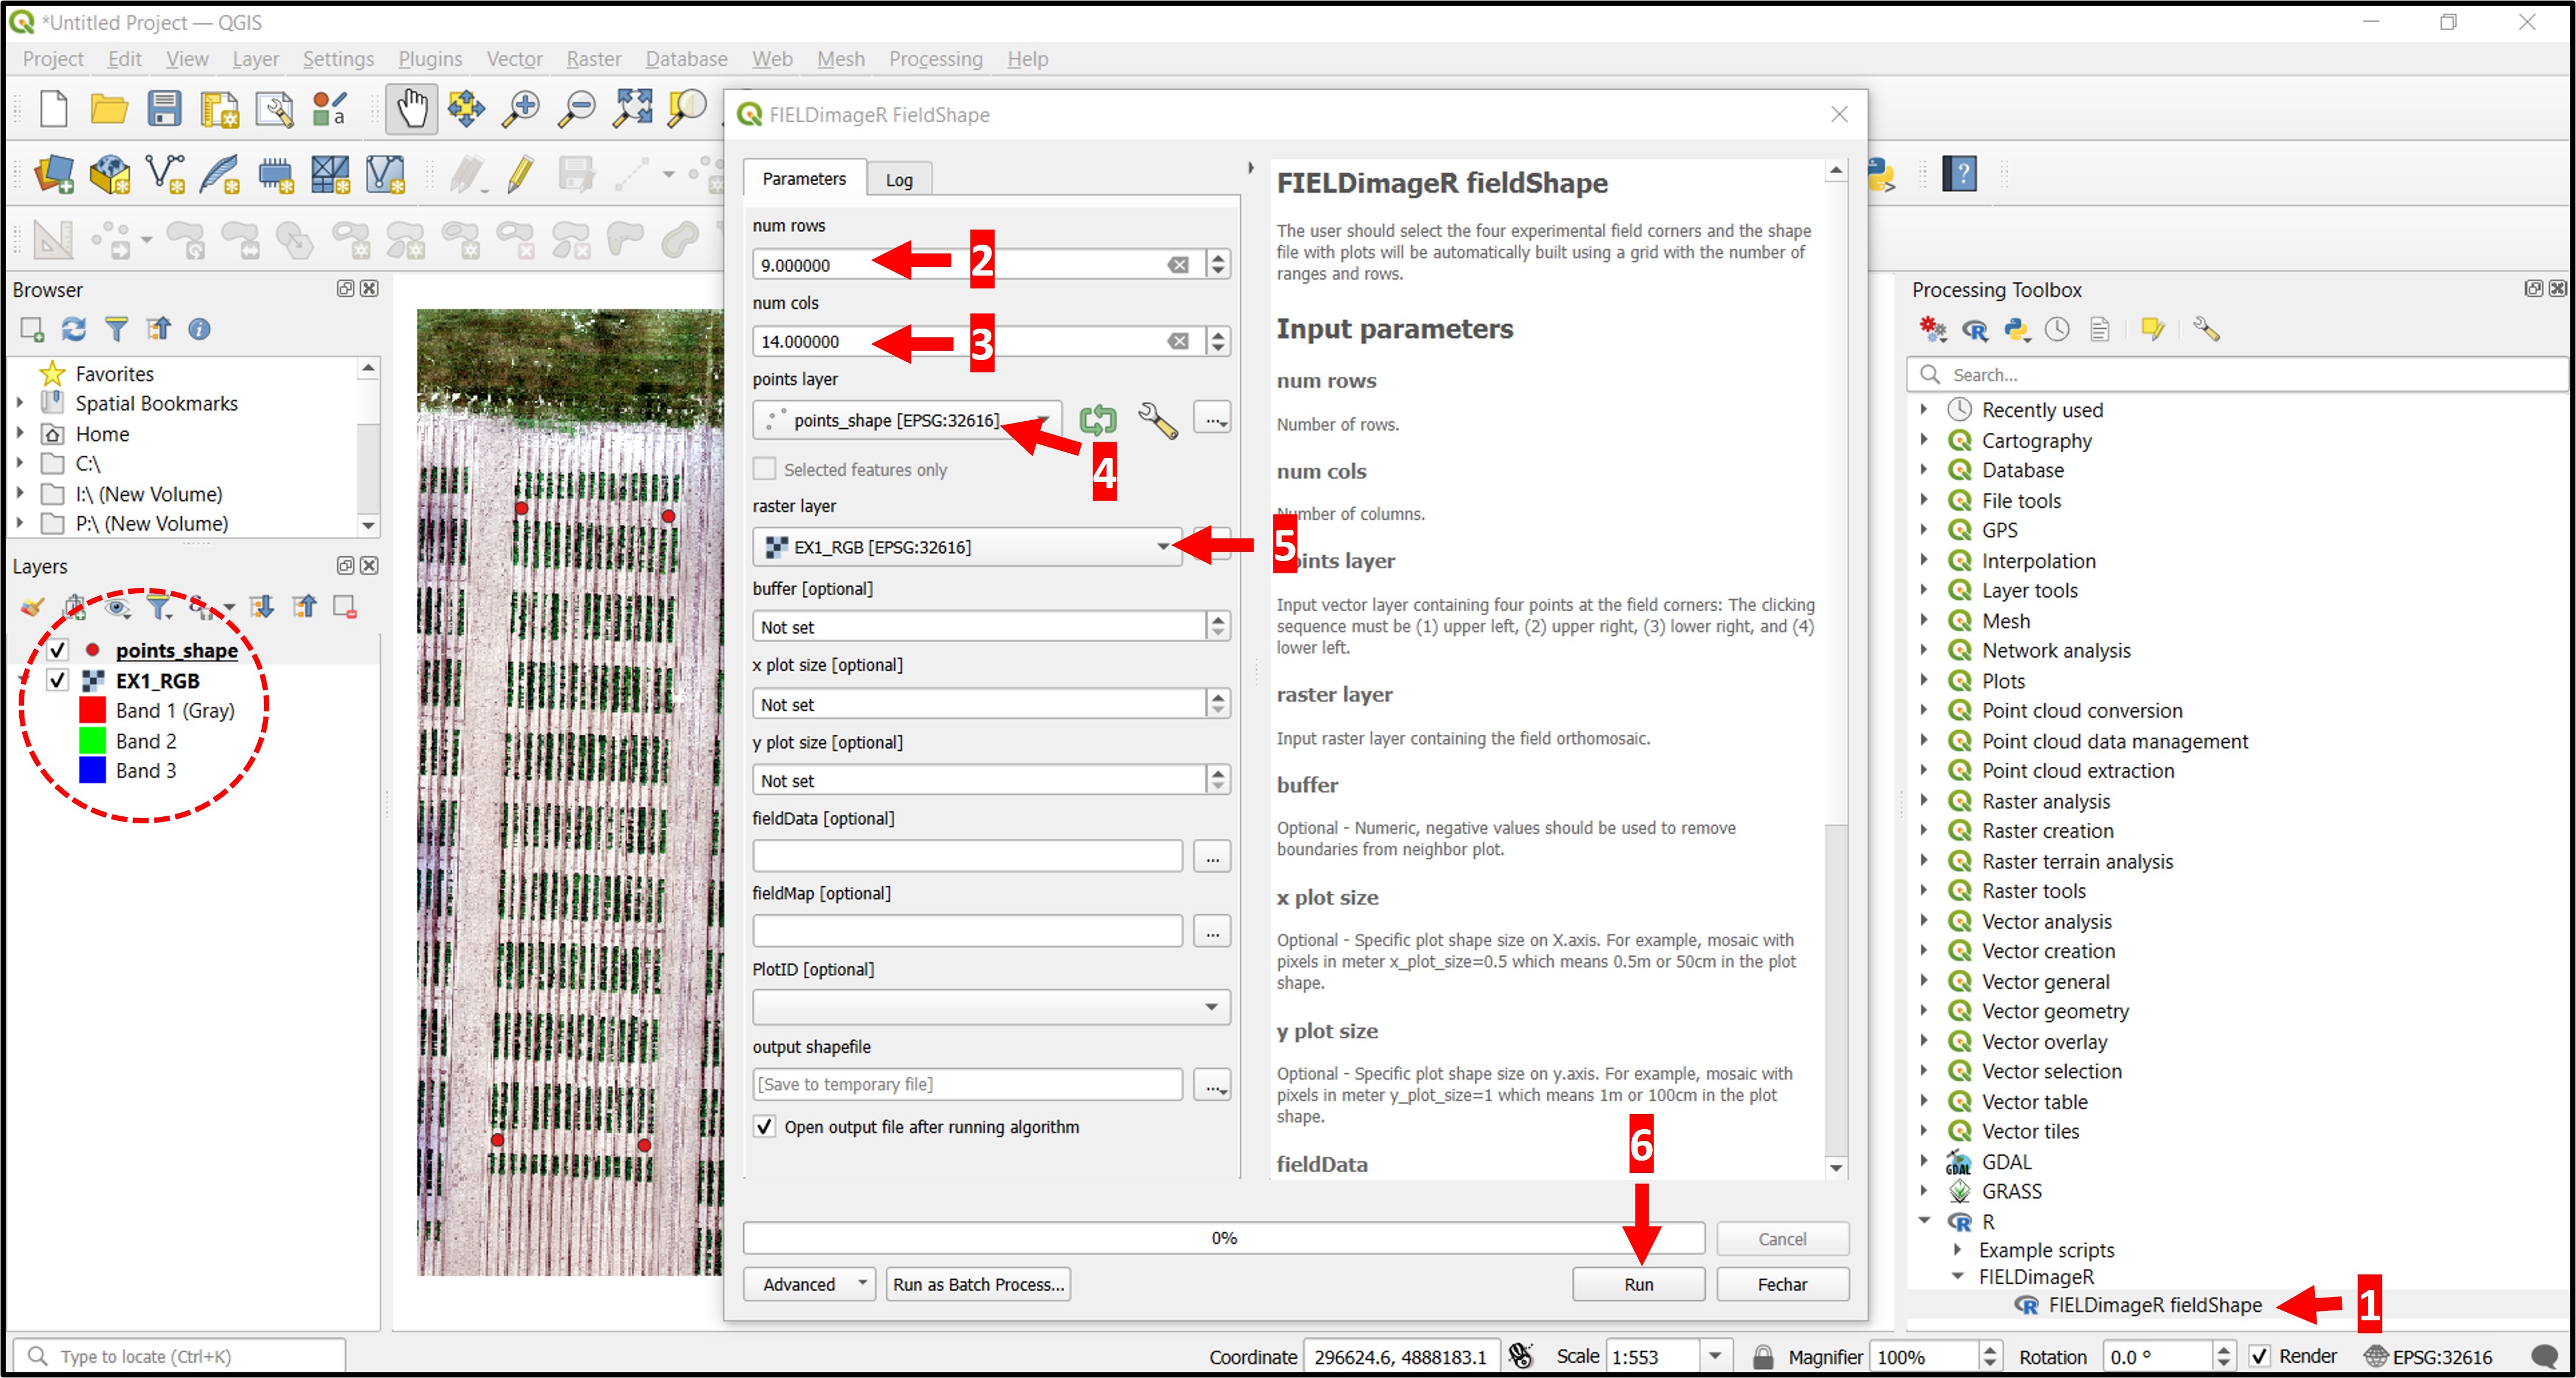 *Untitled Project — QGIS
Project Edit View Layer Settings Plugins Vector Raster Database Web Mesh Processing Help
Browser
Favorites
Spatial Bookmarks
Home
C:\
I:\ (New Volume)
P:\ (New Volume)
Layers
points_shape
EX1_RGB
Band 1 (Gray)
Band 2
Band 3
Type to locate (Ctrl+K)
FIELDimageR FieldShape
Parameters Log
num rows
9.000000
2
num cols
14.000000
3
points layer
points_shape [EPSG:32616]
4
Selected features only
raster layer
EX1_RGB [EPSG:32616]
5
buffer [optional]
Not set
x plot size [optional]
Not set
y plot size [optional]
Not set
fieldData [optional]
...
fieldMap [optional]
...
PlotID [optional]
output shapefile
[Save to temporary file]
...
Open output file after running algorithm
FIELDimageR fieldShape
The user should select the four experimental field corners and the shape
file with plots will be automatically built using a grid with the number of
ranges and rows.
Input parameters
num rows
Number of rows.
num cols
Number of columns.
oints layer
Input vector layer containing four points at the field corners: The clicking
sequence must be (1) upper left, (2) upper right, (3) lower right, and (4)
lower left.
raster layer
Input raster layer containing the field orthomosaic.
buffer
Optional - Numeric, negative values should be used to remove
boundaries from neighbor plot.
x plot size
Optional - Specific plot shape size on X.axis. For example, mosaic with
pixels in meter x_plot_size=0.5 which means 0.5m or 50cm in the plot
shape.
y plot size
Optional - Specific plot shape size on y.axis. For example, mosaic with
pixels in meter y_plot_size=1 which means 1m or 100cm in the plot
shape.
fieldData
6
0%
Cancel
Advanced Run as Batch Process... Run Fechar
Processing Toolbox
Search...
Recently used
Cartography
Database
File tools
GPS
Interpolation
Layer tools
Mesh
Network analysis
Plots
Point cloud conversion
Point cloud data management
Point cloud extraction
Raster analysis
Raster creation
Raster terrain analysis
Raster tools
Vector analysis
Vector creation
Vector general
Vector geometry
Vector overlay
Vector selection
Vector table
Vector tiles
GDAL
GRASS
R
Example scripts
FIELDimageR
FIELDimageR fieldShape
1
Coordinate 296624.6, 4888183.1 Scale 1:553 Magnifier 100% Rotation 0.0 ° Render EPSG:32616